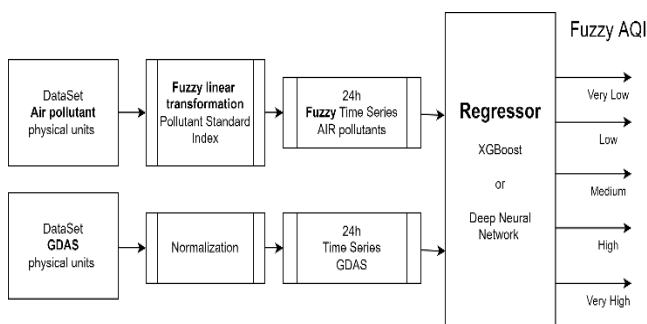 Fuzzy AQI
DataSet
Air pollutant
physical units
Fuzzy linear
transformation
Pollutant Standard
Index
24h
Fuzzy Time Series
AIR pollutants
DataSet
GDAS
physical units
Normalization
24h
Time Series
GDAS
Regressor
XGBoost
or
Deep Neural
Network
Very Low
Low
Medium
High
Very High